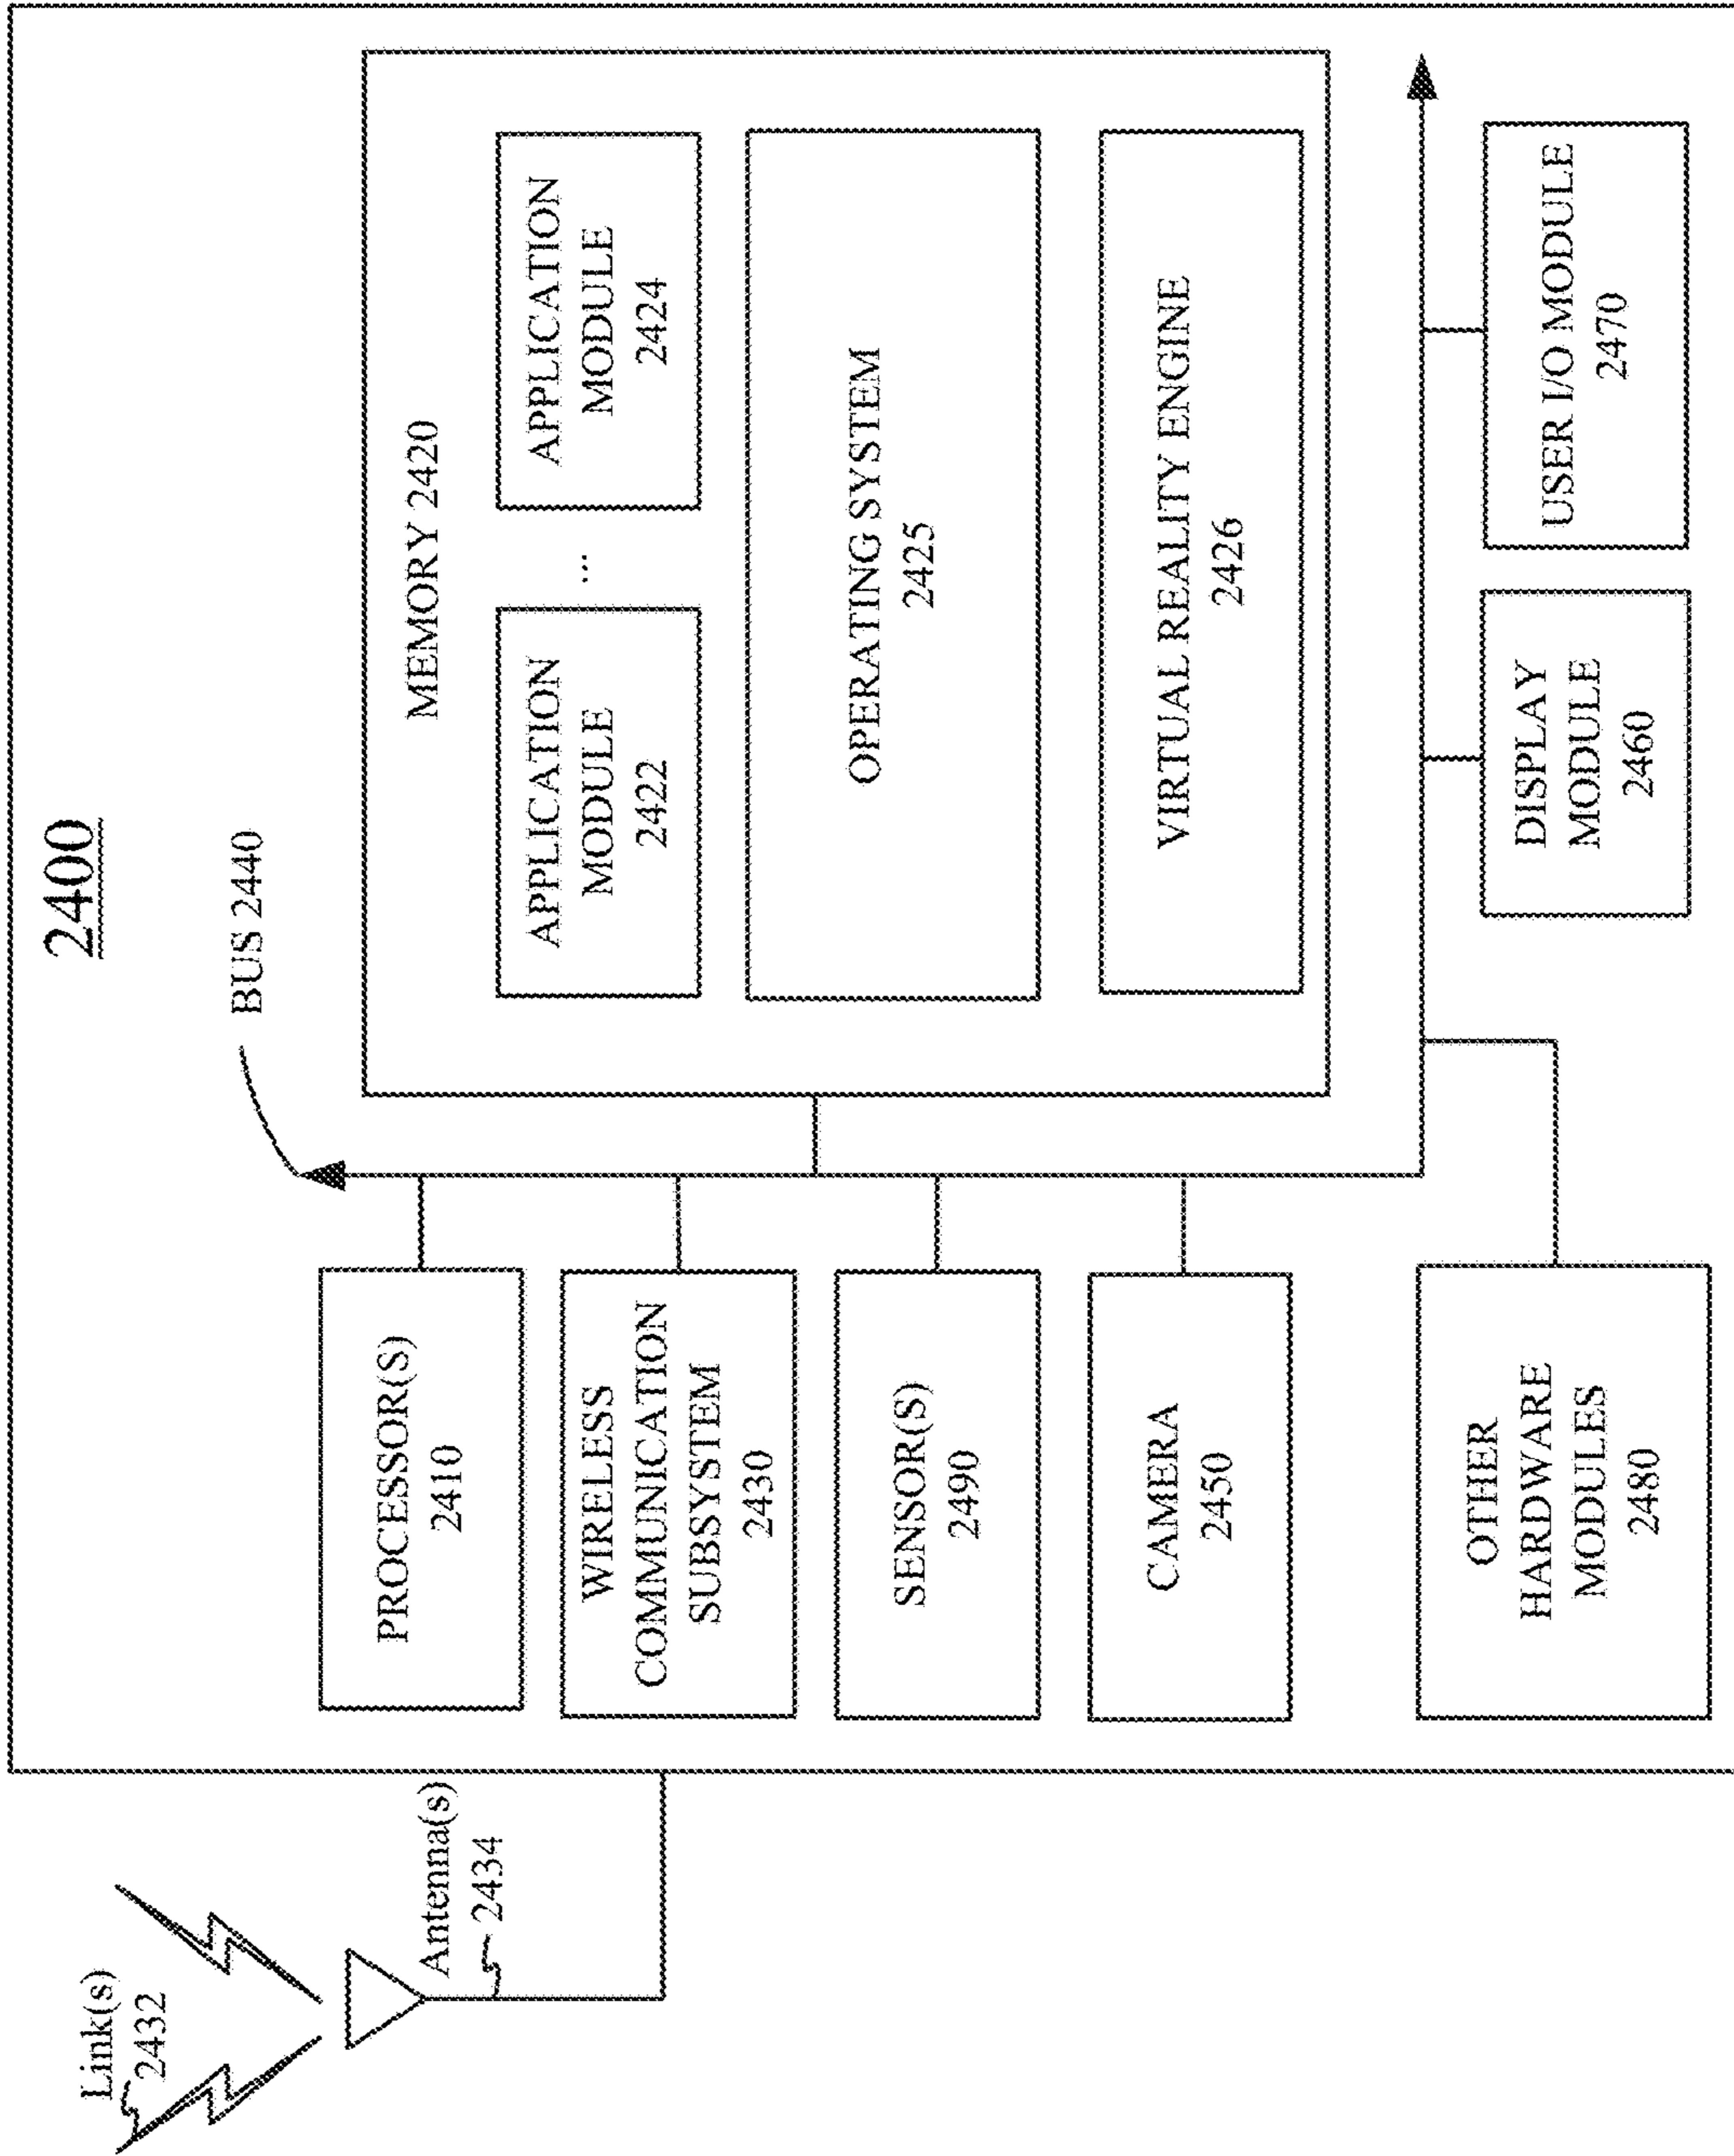 2400
Link(s)
2432
Antenna(s)
2434
BUS 2440
PROCESSOR(S)
2410
WIRELESS
COMMUNICATION
SUBSYSTEM
2430
SENSOR(S)
2490
CAMERA
2450
OTHER
HARDWARE
MODULES
2480
MEMORY 2420
APPLICATION
MODULE
2422
...
APPLICATION
MODULE
2424
OPERATING SYSTEM
2425
VIRTUAL REALITY ENGINE
2426
DISPLAY
MODULE
2460
USER I/O MODULE
2470